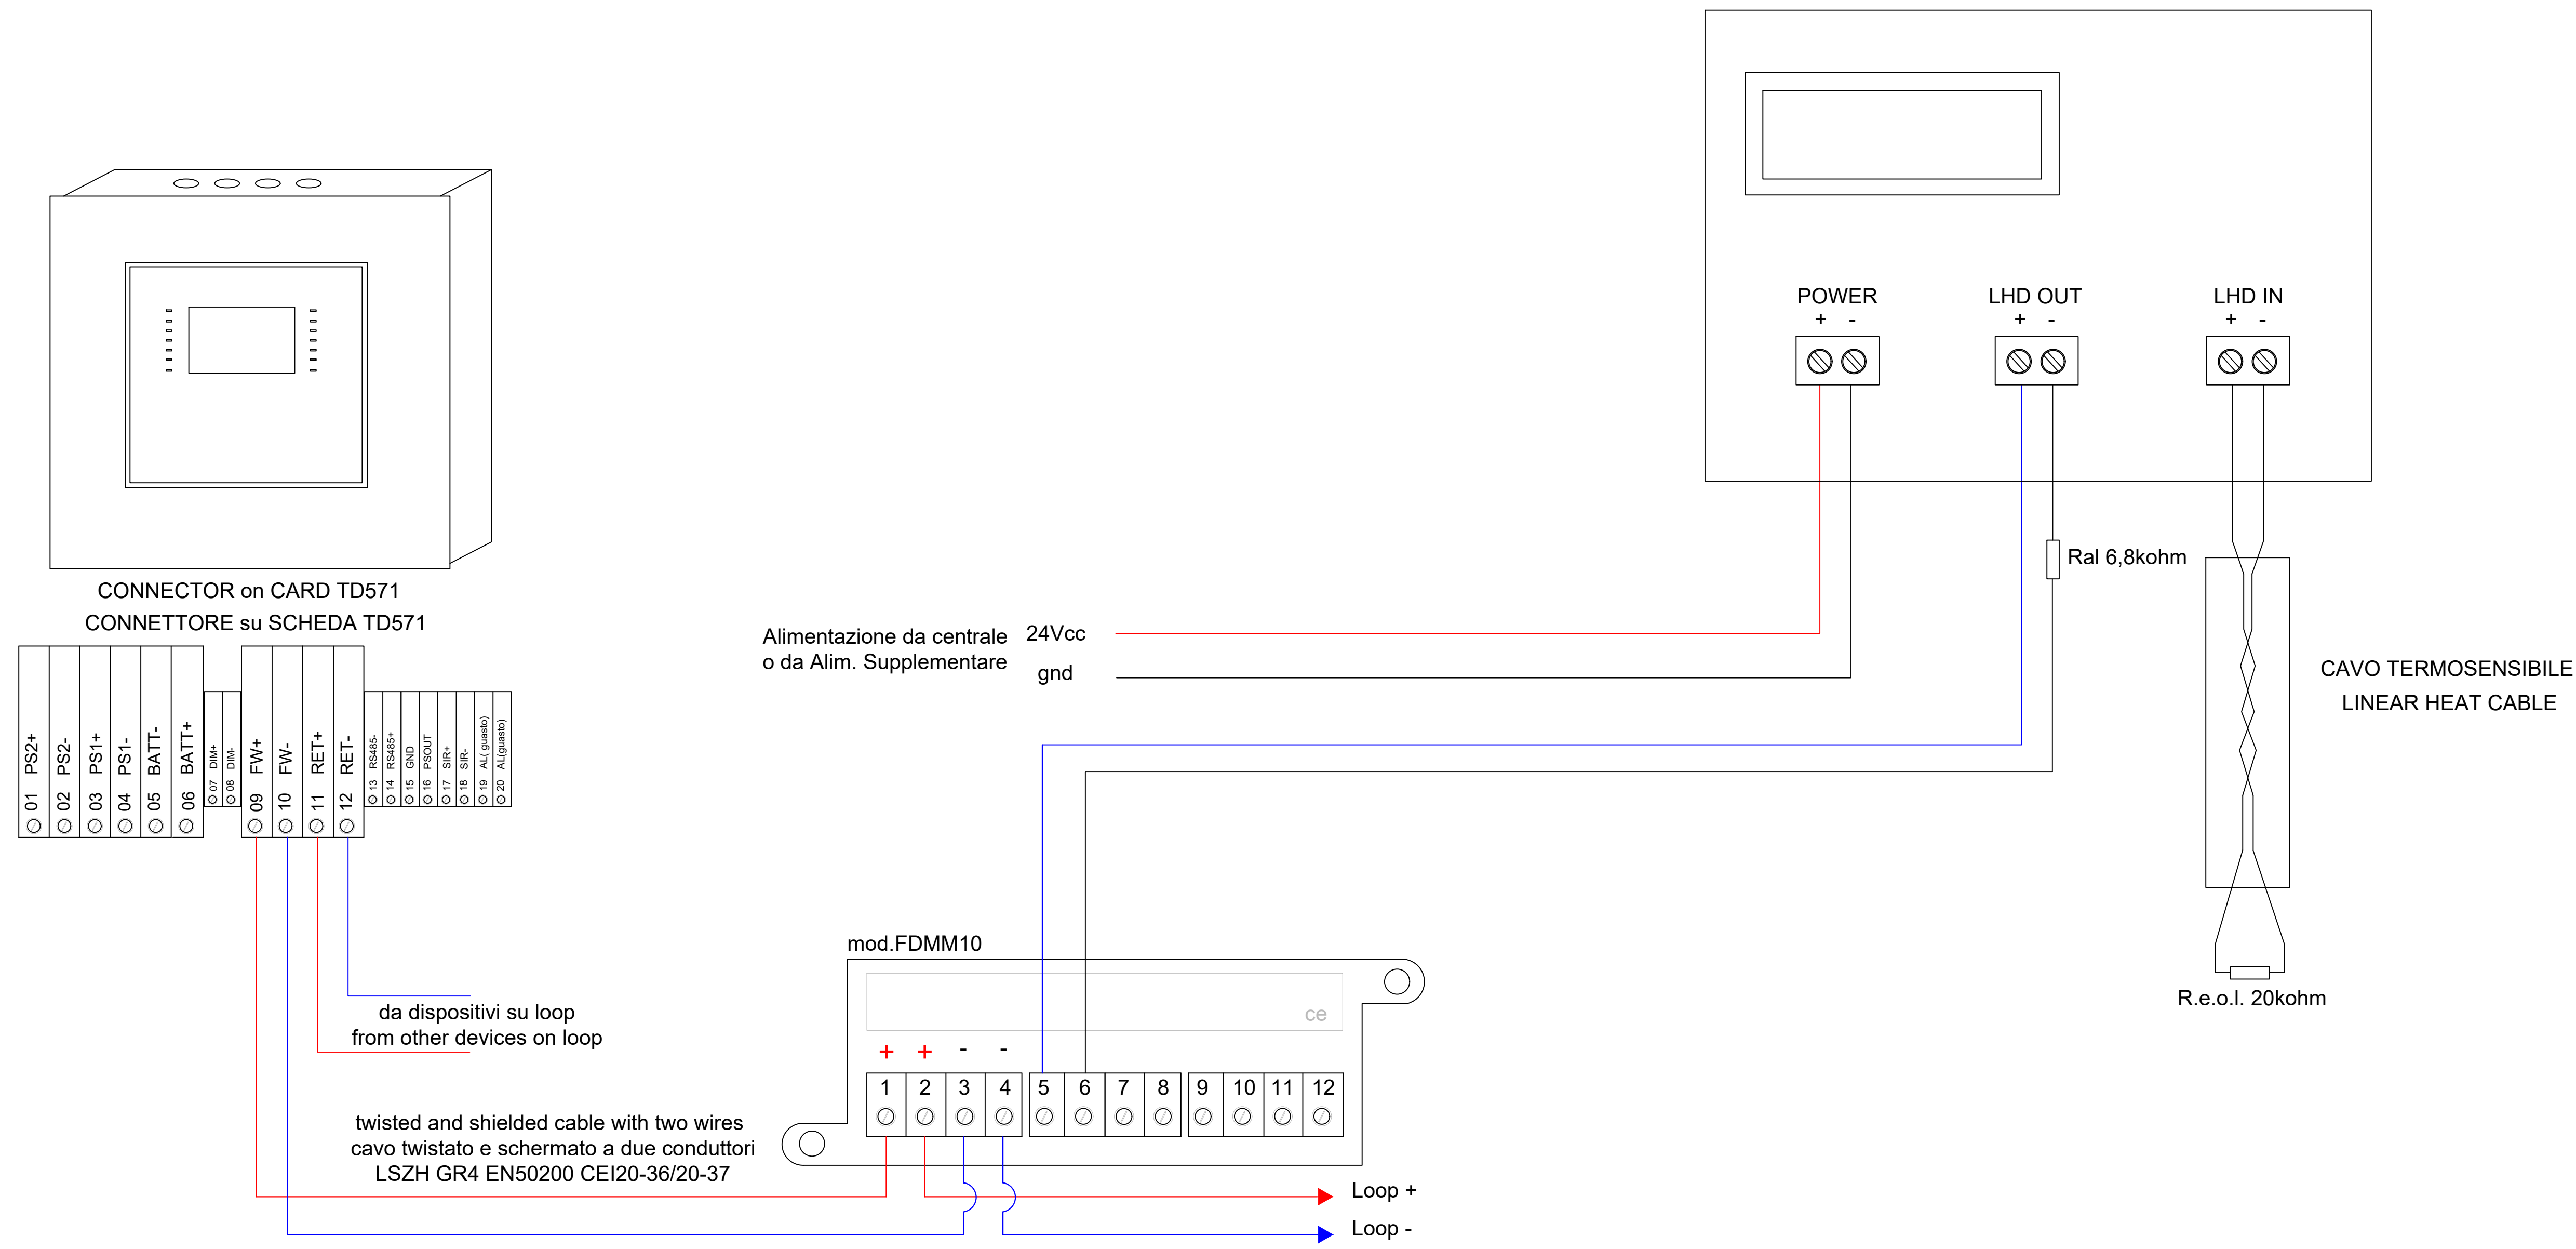 POWER
LHD OUT
LHD IN
+ -
+ -
+ -
CONNECTOR on CARD TD571
CONNETTORE su SCHEDA TD571
01 PS2+
02 PS2-
03 PS1+
04 PS1-
05 BATT-
06 BATT+
07 DIM+
08 DIM-
09 FW+
10 FW-
11 RET+
12 RET-
13 RS485-
14 RS485+
15 GND
16 PSOUT
17 SIR+
18 SIR-
19 AL( guasto)
20 AL(guasto)
Ral 6,8kohm
Alimentazione da centrale
o da Alim. Supplementare
24Vcc
gnd
CAVO TERMOSENSIBILE
LINEAR HEAT CABLE
R.e.o.l. 20kohm
mod.FDMM10
ce
+ + - -
1 2 3 4 5 6 7 8 9 10 11 12
da dispositivi su loop
from other devices on loop
twisted and shielded cable with two wires
cavo twistato e schermato a due conduttori
LSZH GR4 EN50200 CEI20-36/20-37
Loop +
Loop -